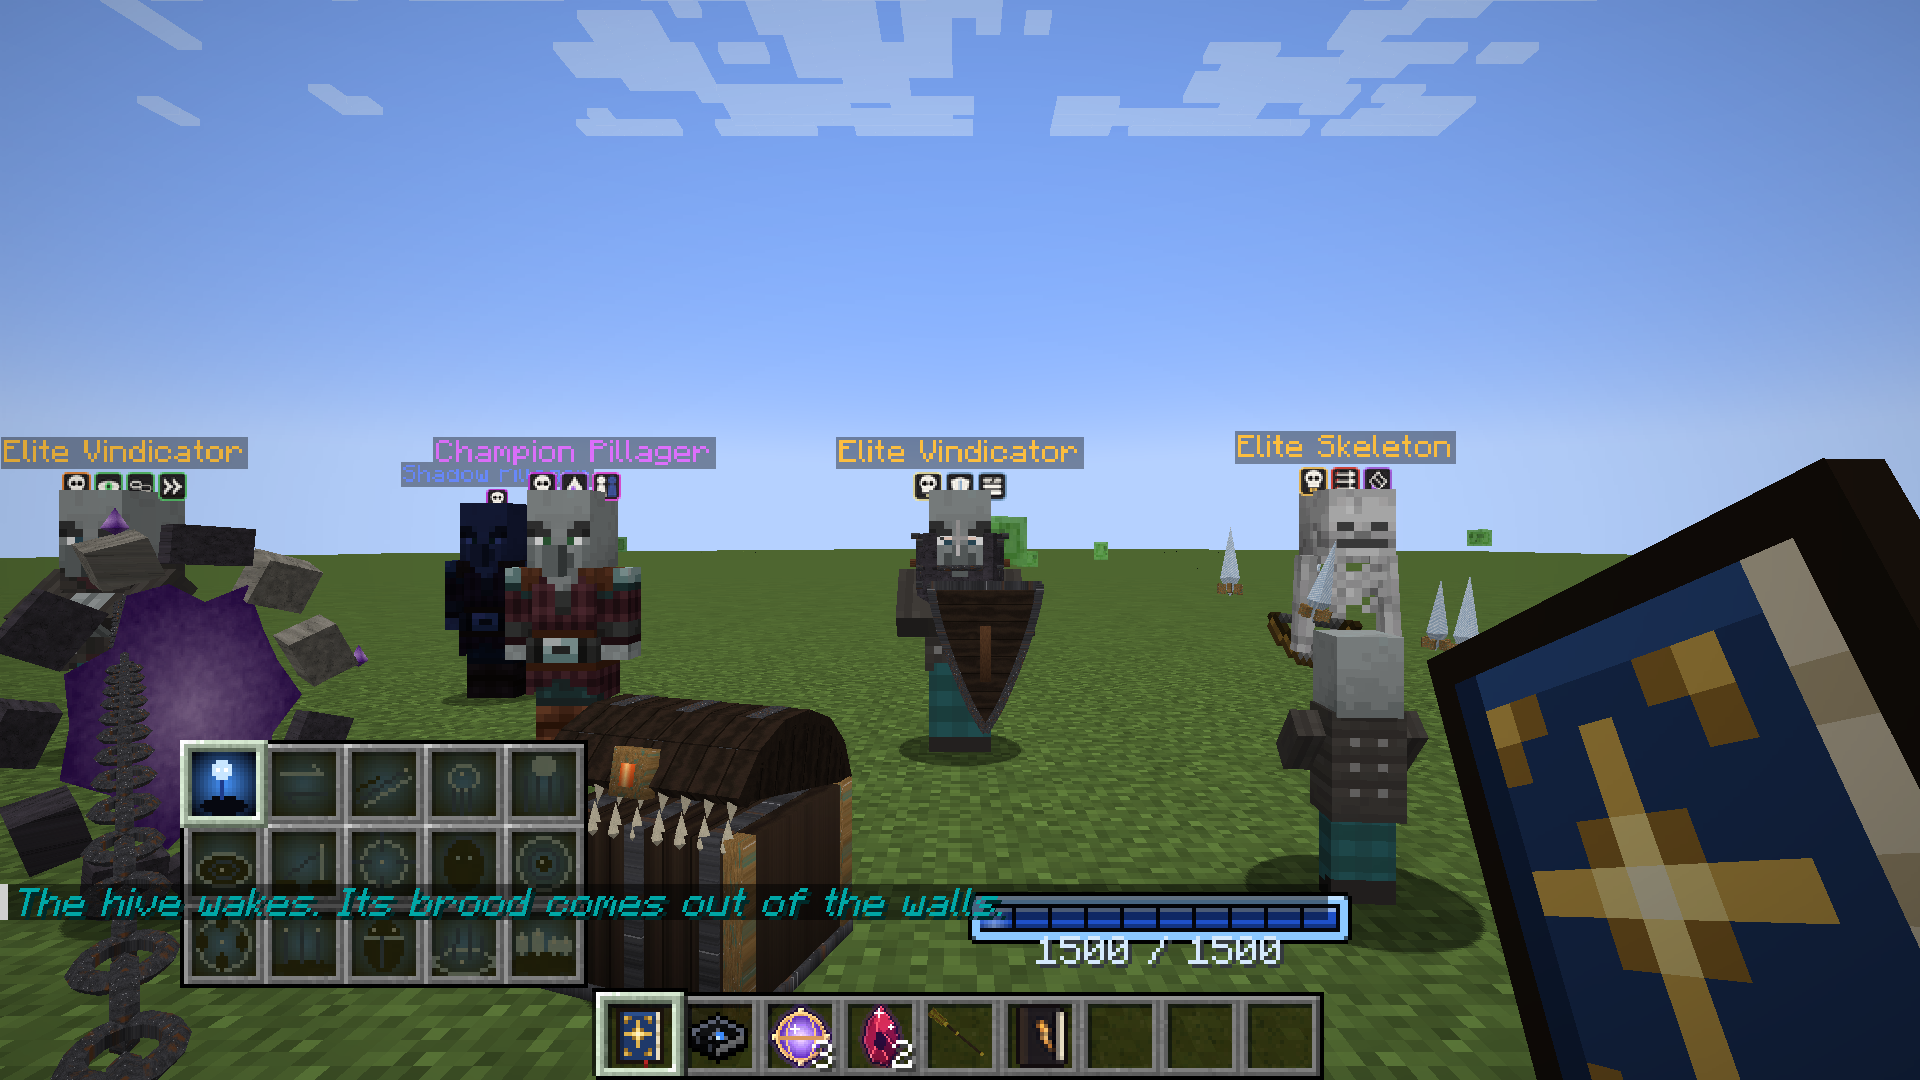 Elite Vindicator
Champion Pillager
Shadow
Elite Vindicator
Elite Skeleton
The hive wakes. Its brood comes out of the walls.
1500 / 1500
3
2